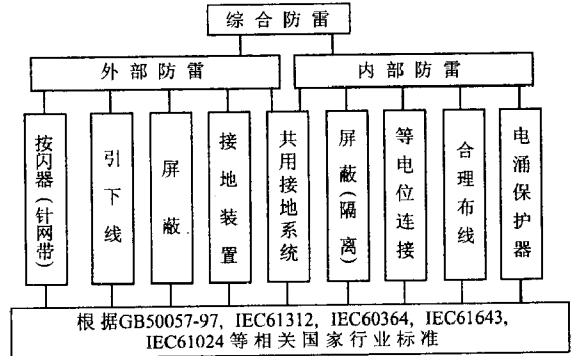 综合防雷
外部防雷
内部防雷
按闪器(针网带)
引下线
屏蔽
接地装置
共用接地系统
屏蔽(隔离)
等电位连接
合理布线
电涌保护器
根据GB50057-97, IEC61312, IEC60364, IEC61643,
IEC61024等相关国家行业标准